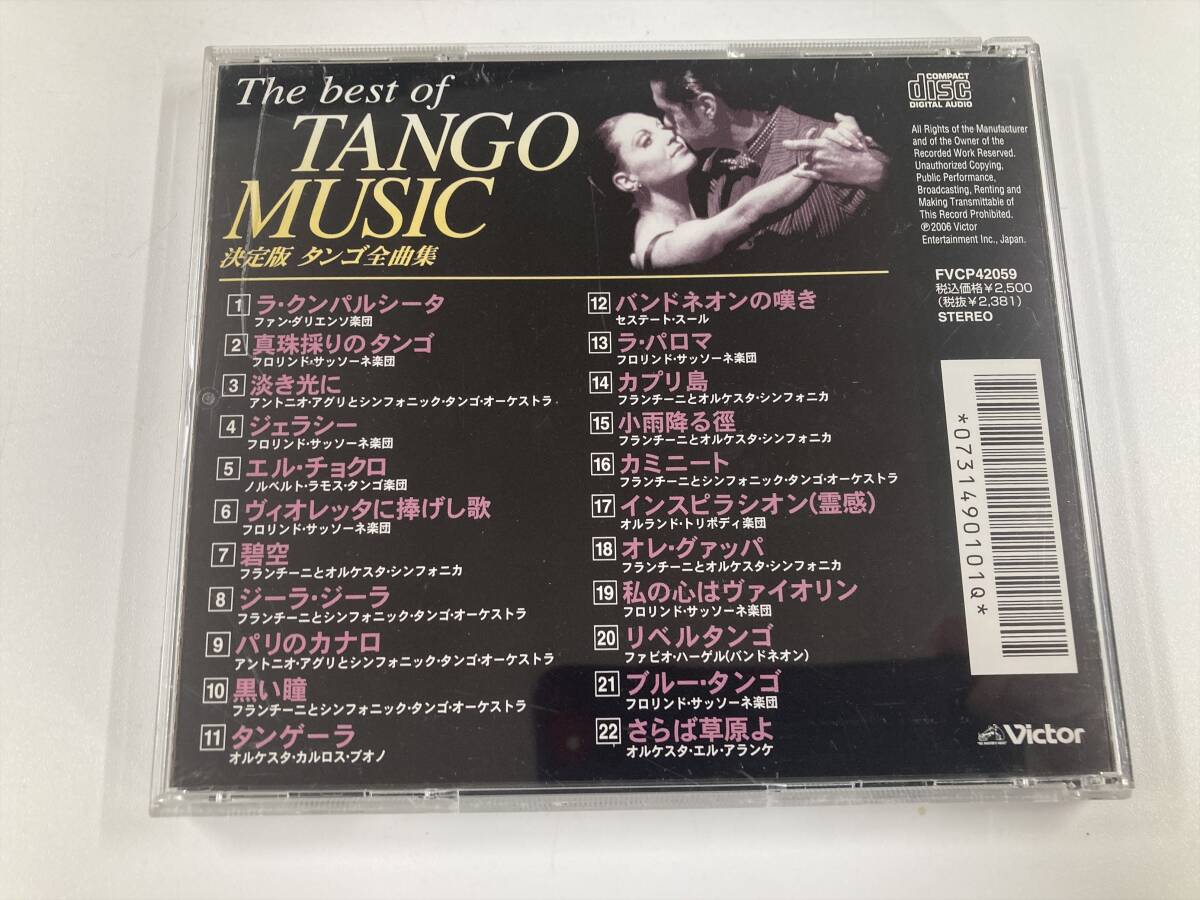 The best of
TANGO
MUSIC
決定版 タンゴ全曲集
1 ラ・クンパルシータ
ファン・ダリエンソ楽団
2 真珠採りのタンゴ
フロリンド・サッソーネ楽団
3 淡き光に
アントニオ・アグリとシンフォニック・タンゴ・オーケストラ
4 ジェラシー
フロリンド・サッソーネ楽団
5 エル・チョクロ
ノルベルト・ラモス・タンゴ楽団
6 ヴィオレッタに捧げし歌
フロリンド・サッソーネ楽団
7 碧空
フランチーニとオルケスタ・シンフォニカ
8 ジーラ・ジーラ
フランチーニとシンフォニック・タンゴ・オーケストラ
9 パリのカナロ
アントニオ・アグリとシンフォニック・タンゴ・オーケストラ
10 黒い瞳
フランチーニとシンフォニック・タンゴ・オーケストラ
11 タンゲーラ
オルケスタ・カルロス・ブオノ
12 バンドネオンの嘆き
セステート・スール
13 ラ・パロマ
フロリンド・サッソーネ楽団
14 カプリ島
フランチーニとオルケスタ・シンフォニカ
15 小雨降る径
フランチーニとオルケスタ・シンフォニカ
16 カミニート
フランチーニとシンフォニック・タンゴ・オーケストラ
17 インスピラシオン(霊感)
オルランド・トリポディ楽団
18 オレ・グァッパ
フランチーニとオルケスタ・シンフォニカ
19 私の心はヴァイオリン
フロリンド・サッソーネ楽団
20 リベルタンゴ
ファビオ・ハーゲル(バンドネオン)
21 ブルー・タンゴ
フロリンド・サッソーネ楽団
22 さらば草原よ
オルケスタ・エル・アランケ
COMPACT
disc
DIGITAL AUDIO
All Rights of the Manufacturer
and of the Owner of the
Recorded Work Reserved.
Unauthorized Copying,
Public Performance,
Broadcasting, Renting and
Making Transmittable of
This Record Prohibited.
℗2006 Victor
Entertainment Inc., Japan.
FVCP42059
税込価格¥2,500
(税抜¥2,381)
STEREO
*0731490101Q*
Victor